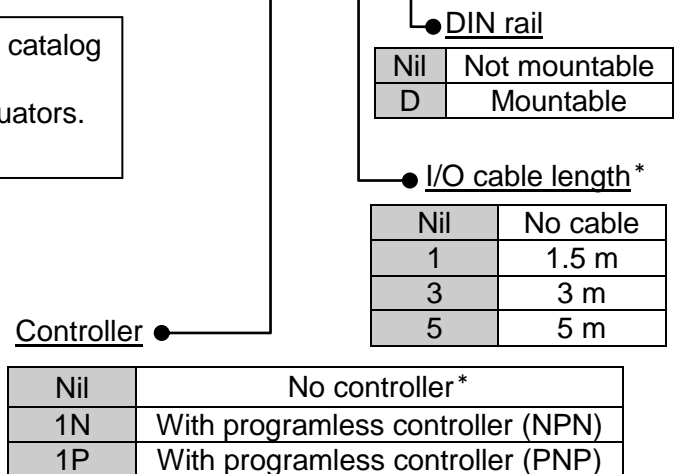 catalog
uators.
DIN rail
Nil Not mountable
D Mountable
I/O cable length*
Nil No cable
1 1.5 m
3 3 m
5 5 m
Controller
Nil No controller*
1N With programless controller (NPN)
1P With programless controller (PNP)